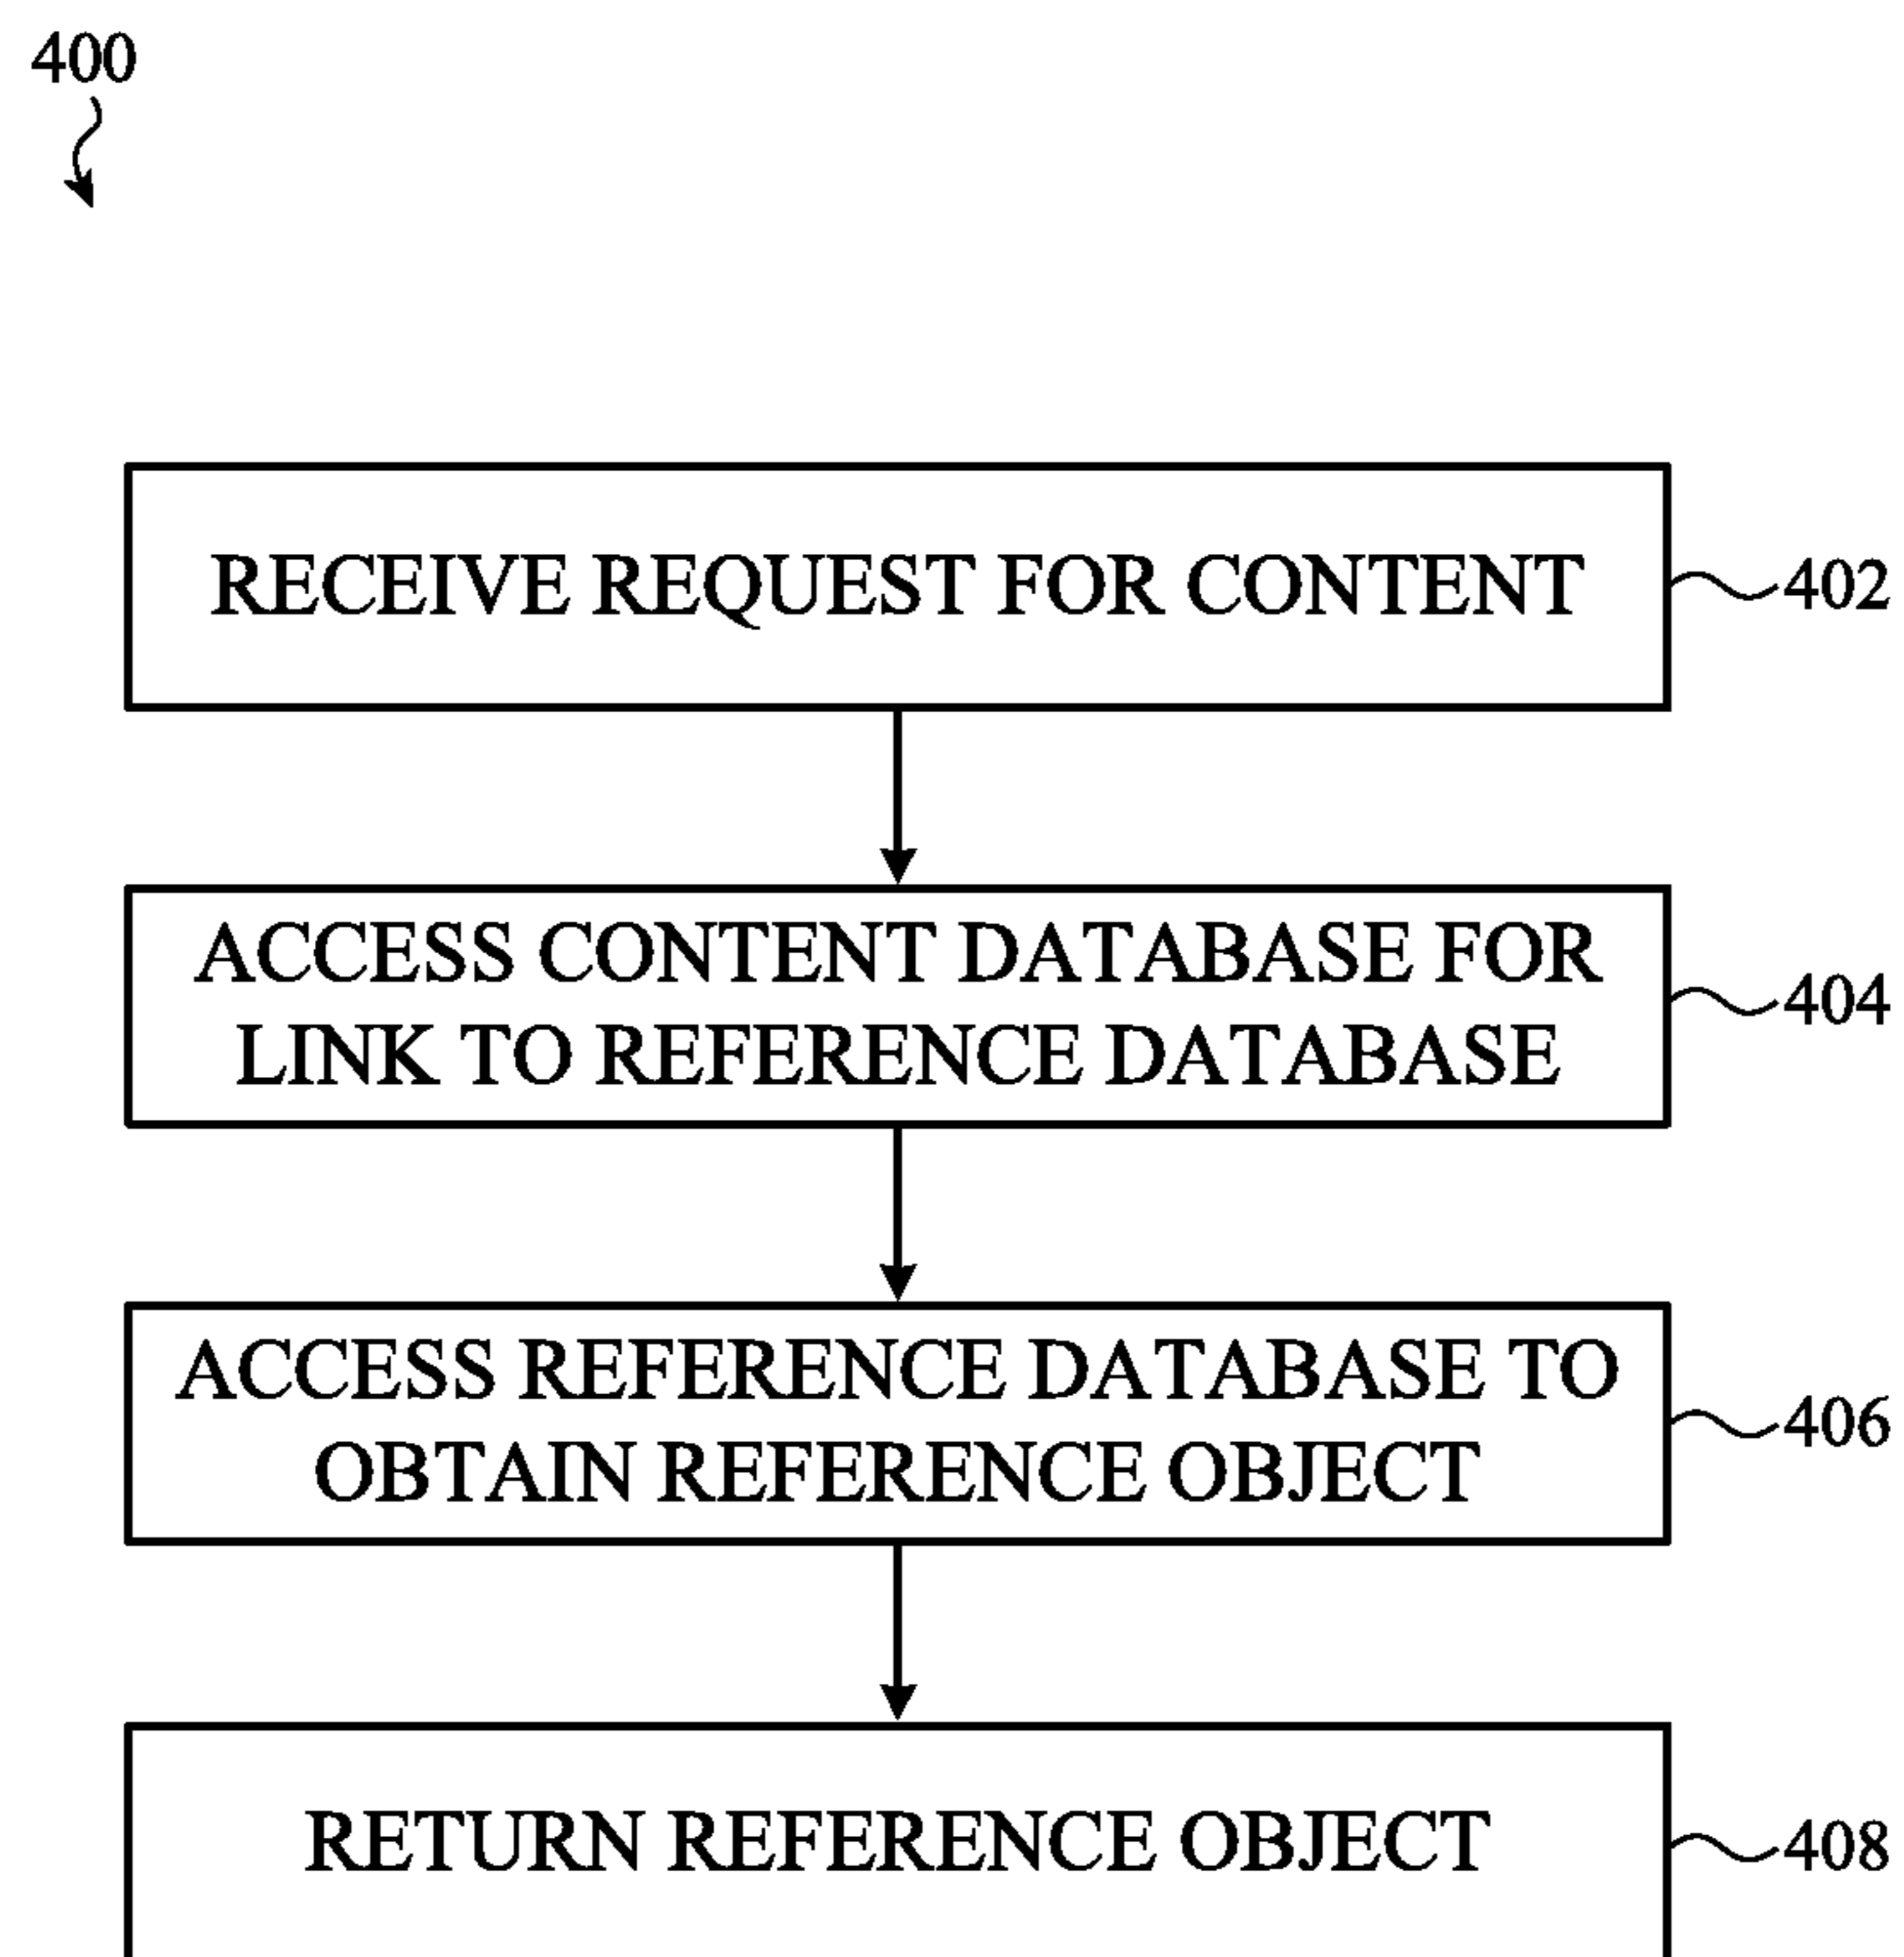 400
RECEIVE REQUEST FOR CONTENT
402
ACCESS CONTENT DATABASE FOR
LINK TO REFERENCE DATABASE
404
ACCESS REFERENCE DATABASE TO
OBTAIN REFERENCE OBJECT
406
RETURN REFERENCE OBJECT
408